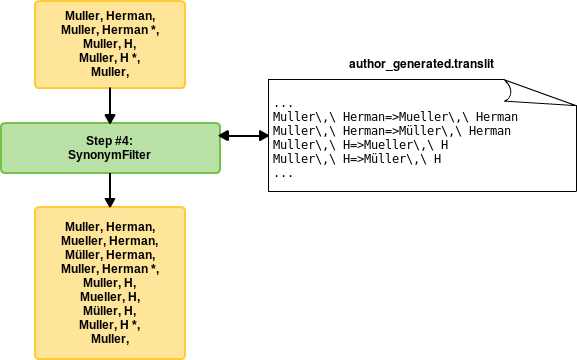 Muller, Herman,
Muller, Herman *,
Muller, H,
Muller, H *,
Muller,
Step #4:
SynonymFilter
author_generated.translit
...
Muller\,\ Herman=>Mueller\,\ Herman
Muller\,\ Herman=>Müller\,\ Herman
Muller\,\ H=>Mueller\,\ H
Muller\,\ H=>Müller\,\ H
...
Muller, Herman,
Mueller, Herman,
Müller, Herman,
Muller, Herman *,
Muller, H,
Mueller, H,
Müller, H,
Muller, H *,
Muller,